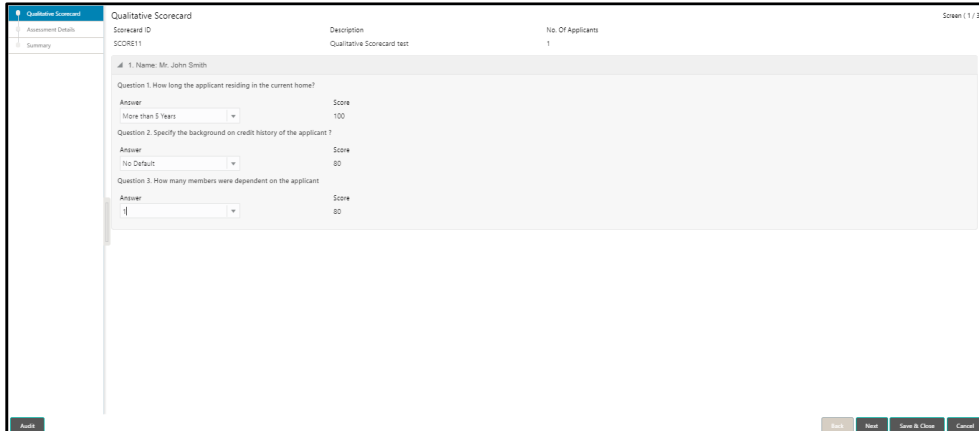 Qualitative Scorecard
Assessment Details
Summary
Qualitative Scorecard
Screen ( 1 / 3
Scorecard ID Description No. Of Applicants
SCORE11 Qualitative Scorecard test 1
1. Name: Mr. John Smith
Question 1. How long the applicant residing in the current home?
Answer Score
More than 5 Years 100
Question 2. Specify the background on credit history of the applicant ?
Answer Score
No Default 80
Question 3. How many members were dependent on the applicant
Answer Score
1 80
Audit Back Next Save & Close Cancel